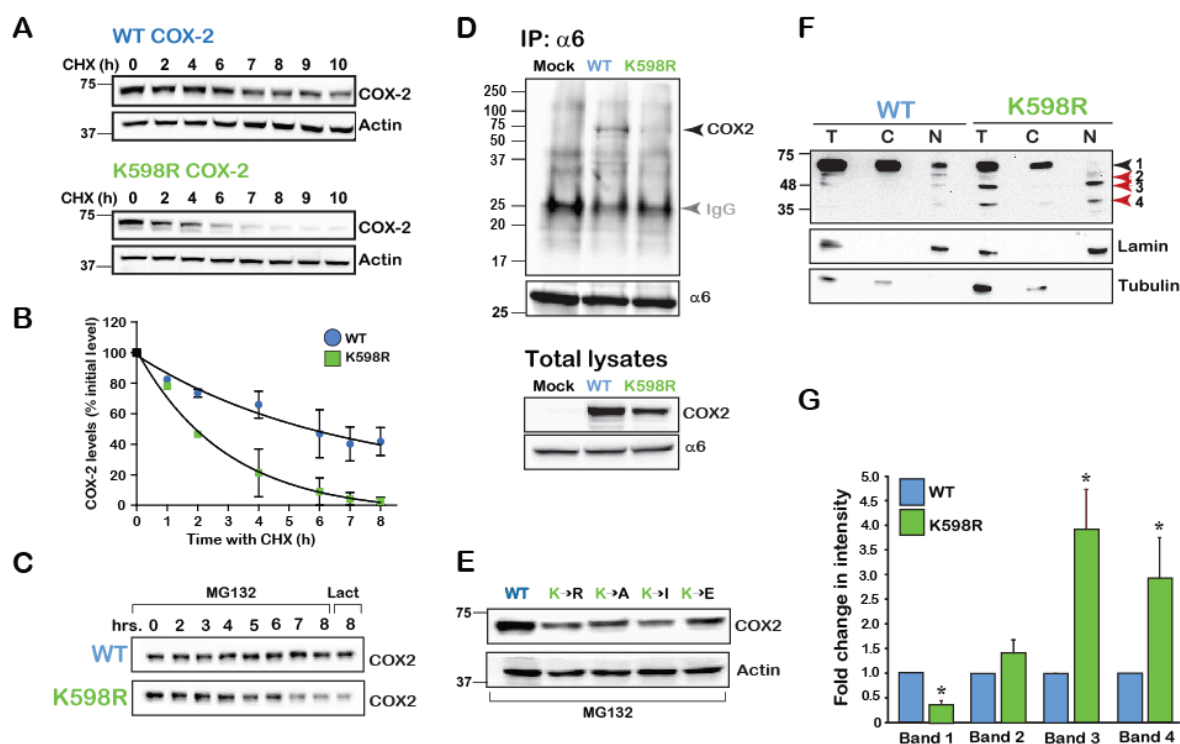 A
WT COX-2
CHX (h) 0 2 4 6 7 8 9 10
75
COX-2
Actin
37
K598R COX-2
CHX (h) 0 2 4 6 7 8 9 10
75
COX-2
Actin
37
B
COX-2 levels (% initial level)
120
100
80
60
40
20
0
WT
K598R
0 1 2 3 4 5 6 7 8
Time with CHX (h)
C
MG132 Lact
hrs. 0 2 3 4 5 6 7 8 8
WT COX2
K598R COX2
D
IP: α6
Mock WT K598R
250
150
100
75
50
37
25
20
17
COX2
IgG
25
α6
Total lysates
Mock WT K598R
COX2
α6
E
WT K→R K→A K→I K→E
75
COX2
Actin
37
MG132
F
WT K598R
T C N T C N
75
48
35
1
2
3
4
Lamin
Tubulin
G
Fold change in intensity
5.0
4.5
4.0
3.5
3.0
2.5
2.0
1.5
1.0
0.5
0
WT
K598R
* * *
Band 1 Band 2 Band 3 Band 4